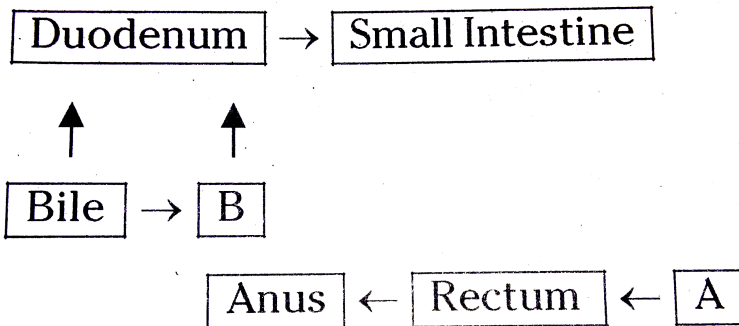 Duodenum → Small Intestine
Bile → B
Anus ← Rectum ← A